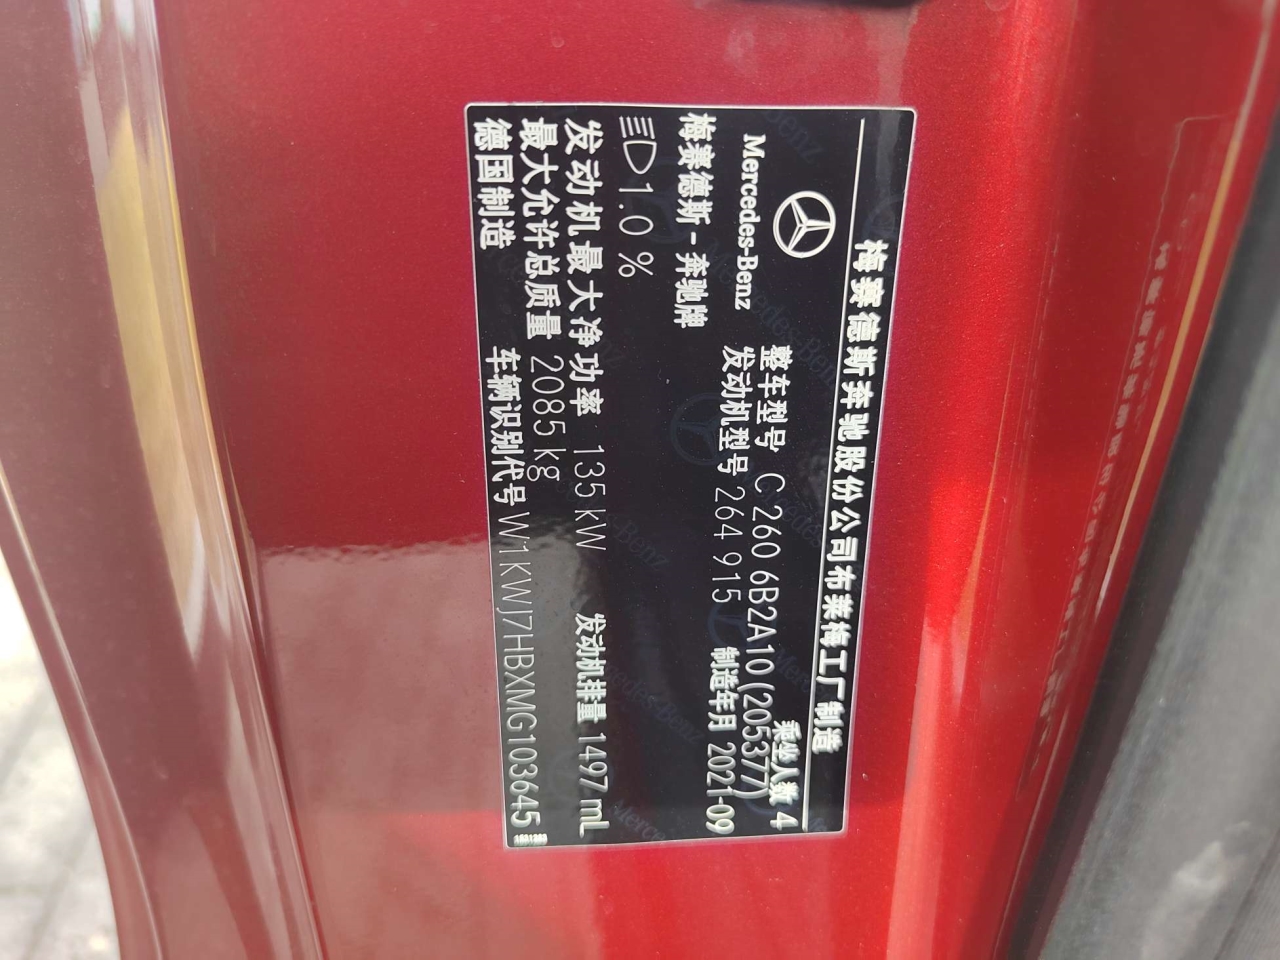 梅赛德斯奔驰股份公司布莱梅工厂制造
Mercedes-Benz
整车型号 C 260 6B2A10(205377)
乘坐人数 4
梅赛德斯-奔驰牌
发动机型号 264 915
制造年月 2021-09
1.0 %
发动机最大净功率 135 kW
发动机排量 1497 mL
最大允许总质量 2085 kg
德国制造
车辆识别代号 W1KWJ7HBXMG103645